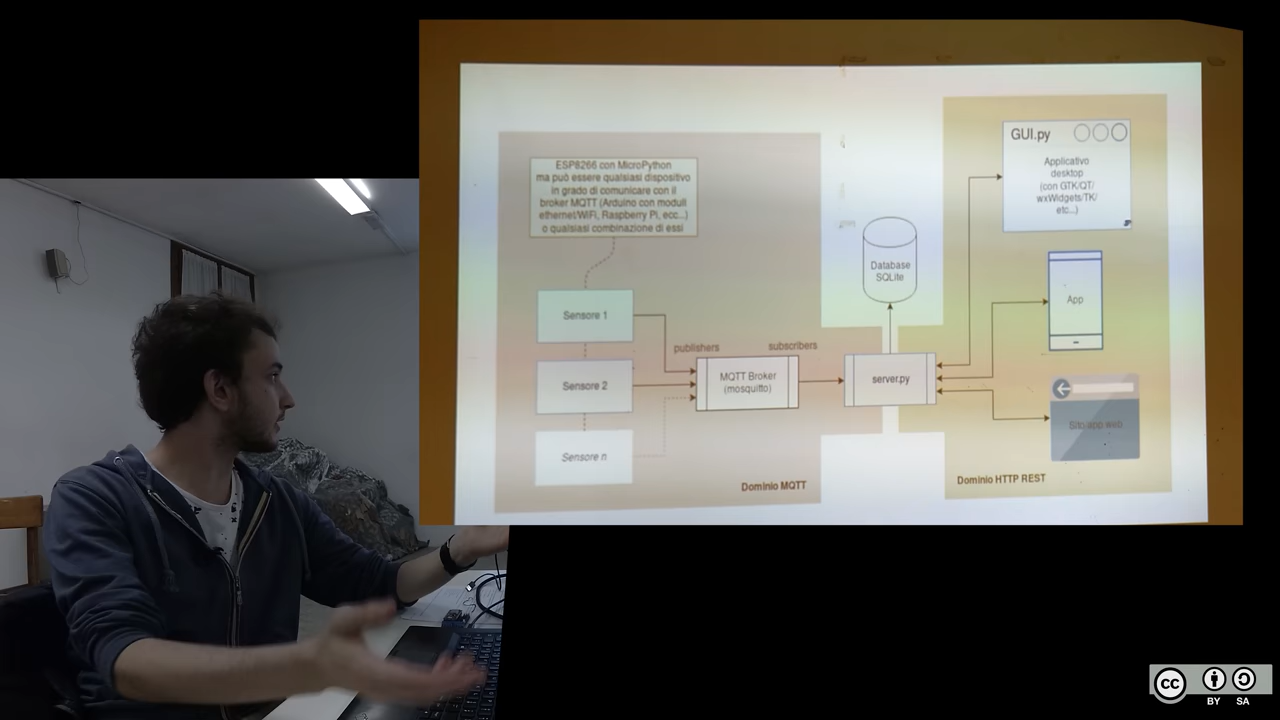 ESP8266 con MicroPython
ma può essere qualsiasi dispositivo
in grado di comunicare con il
broker MQTT (Arduino con moduli
ethernet/WiFi, Raspberry Pi, ecc...)
o qualsiasi combinazione di essi
Sensore 1
Sensore 2
Sensore n
publishers
subscribers
MQTT Broker
(mosquitto)
Dominio MQTT
Database
SQLite
server.py
GUI.py
Applicativo
desktop
(con GTK/QT/
wxWidgets/TK/
etc...)
App
Sito app web
Dominio HTTP REST
cc
BY SA